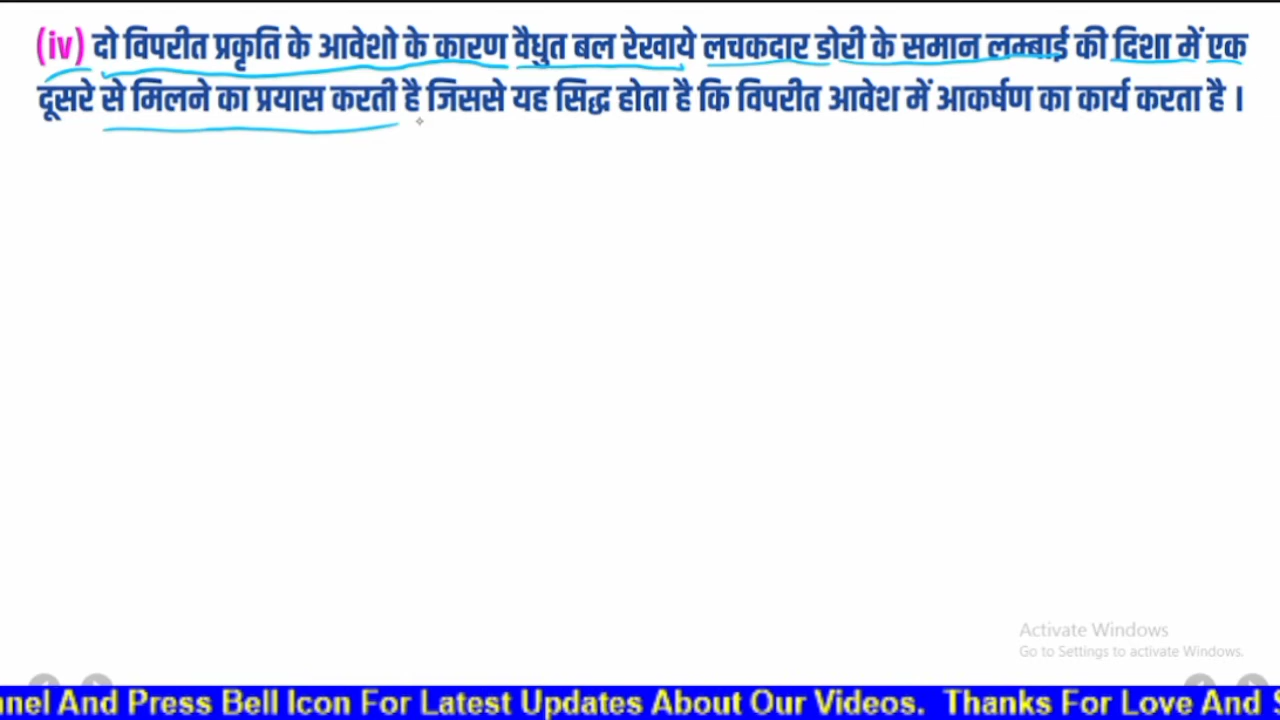 (iv) दो विपरीत प्रकृति के आवेशो के कारण वैधुत बल रेखाये लचकदार डोरी के समान लम्बाई की दिशा में एक
दूसरे से मिलने का प्रयास करती है जिससे यह सिद्ध होता है कि विपरीत आवेश में आकर्षण का कार्य करता है ।
Activate Windows
Go to Settings to activate Windows.
nel And Press Bell Icon For Latest Updates About Our Videos. Thanks For Love And S